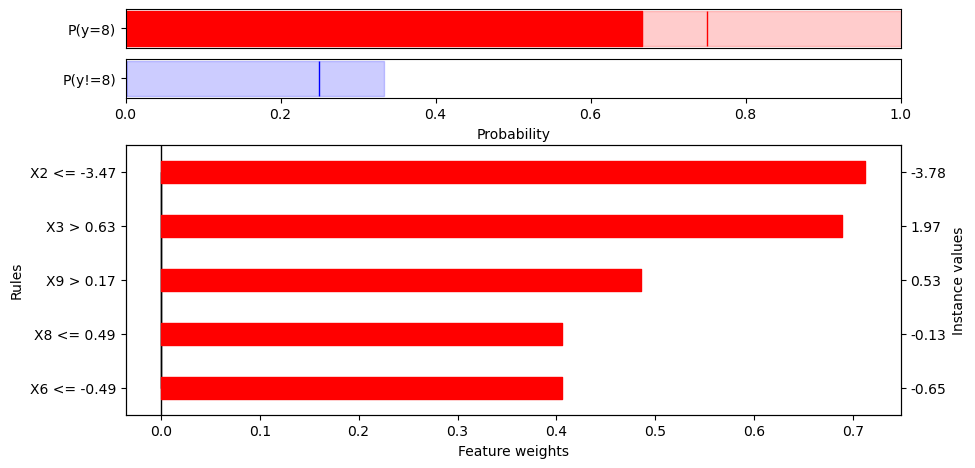 P(y=8)
P(y!=8)
0.0 0.2 0.4 0.6 0.8 1.0
Probability
Rules
X2 <= -3.47 -3.78
X3 > 0.63 1.97
X9 > 0.17 0.53
X8 <= 0.49 -0.13
X6 <= -0.49 -0.65
Instance values
0.0 0.1 0.2 0.3 0.4 0.5 0.6 0.7
Feature weights